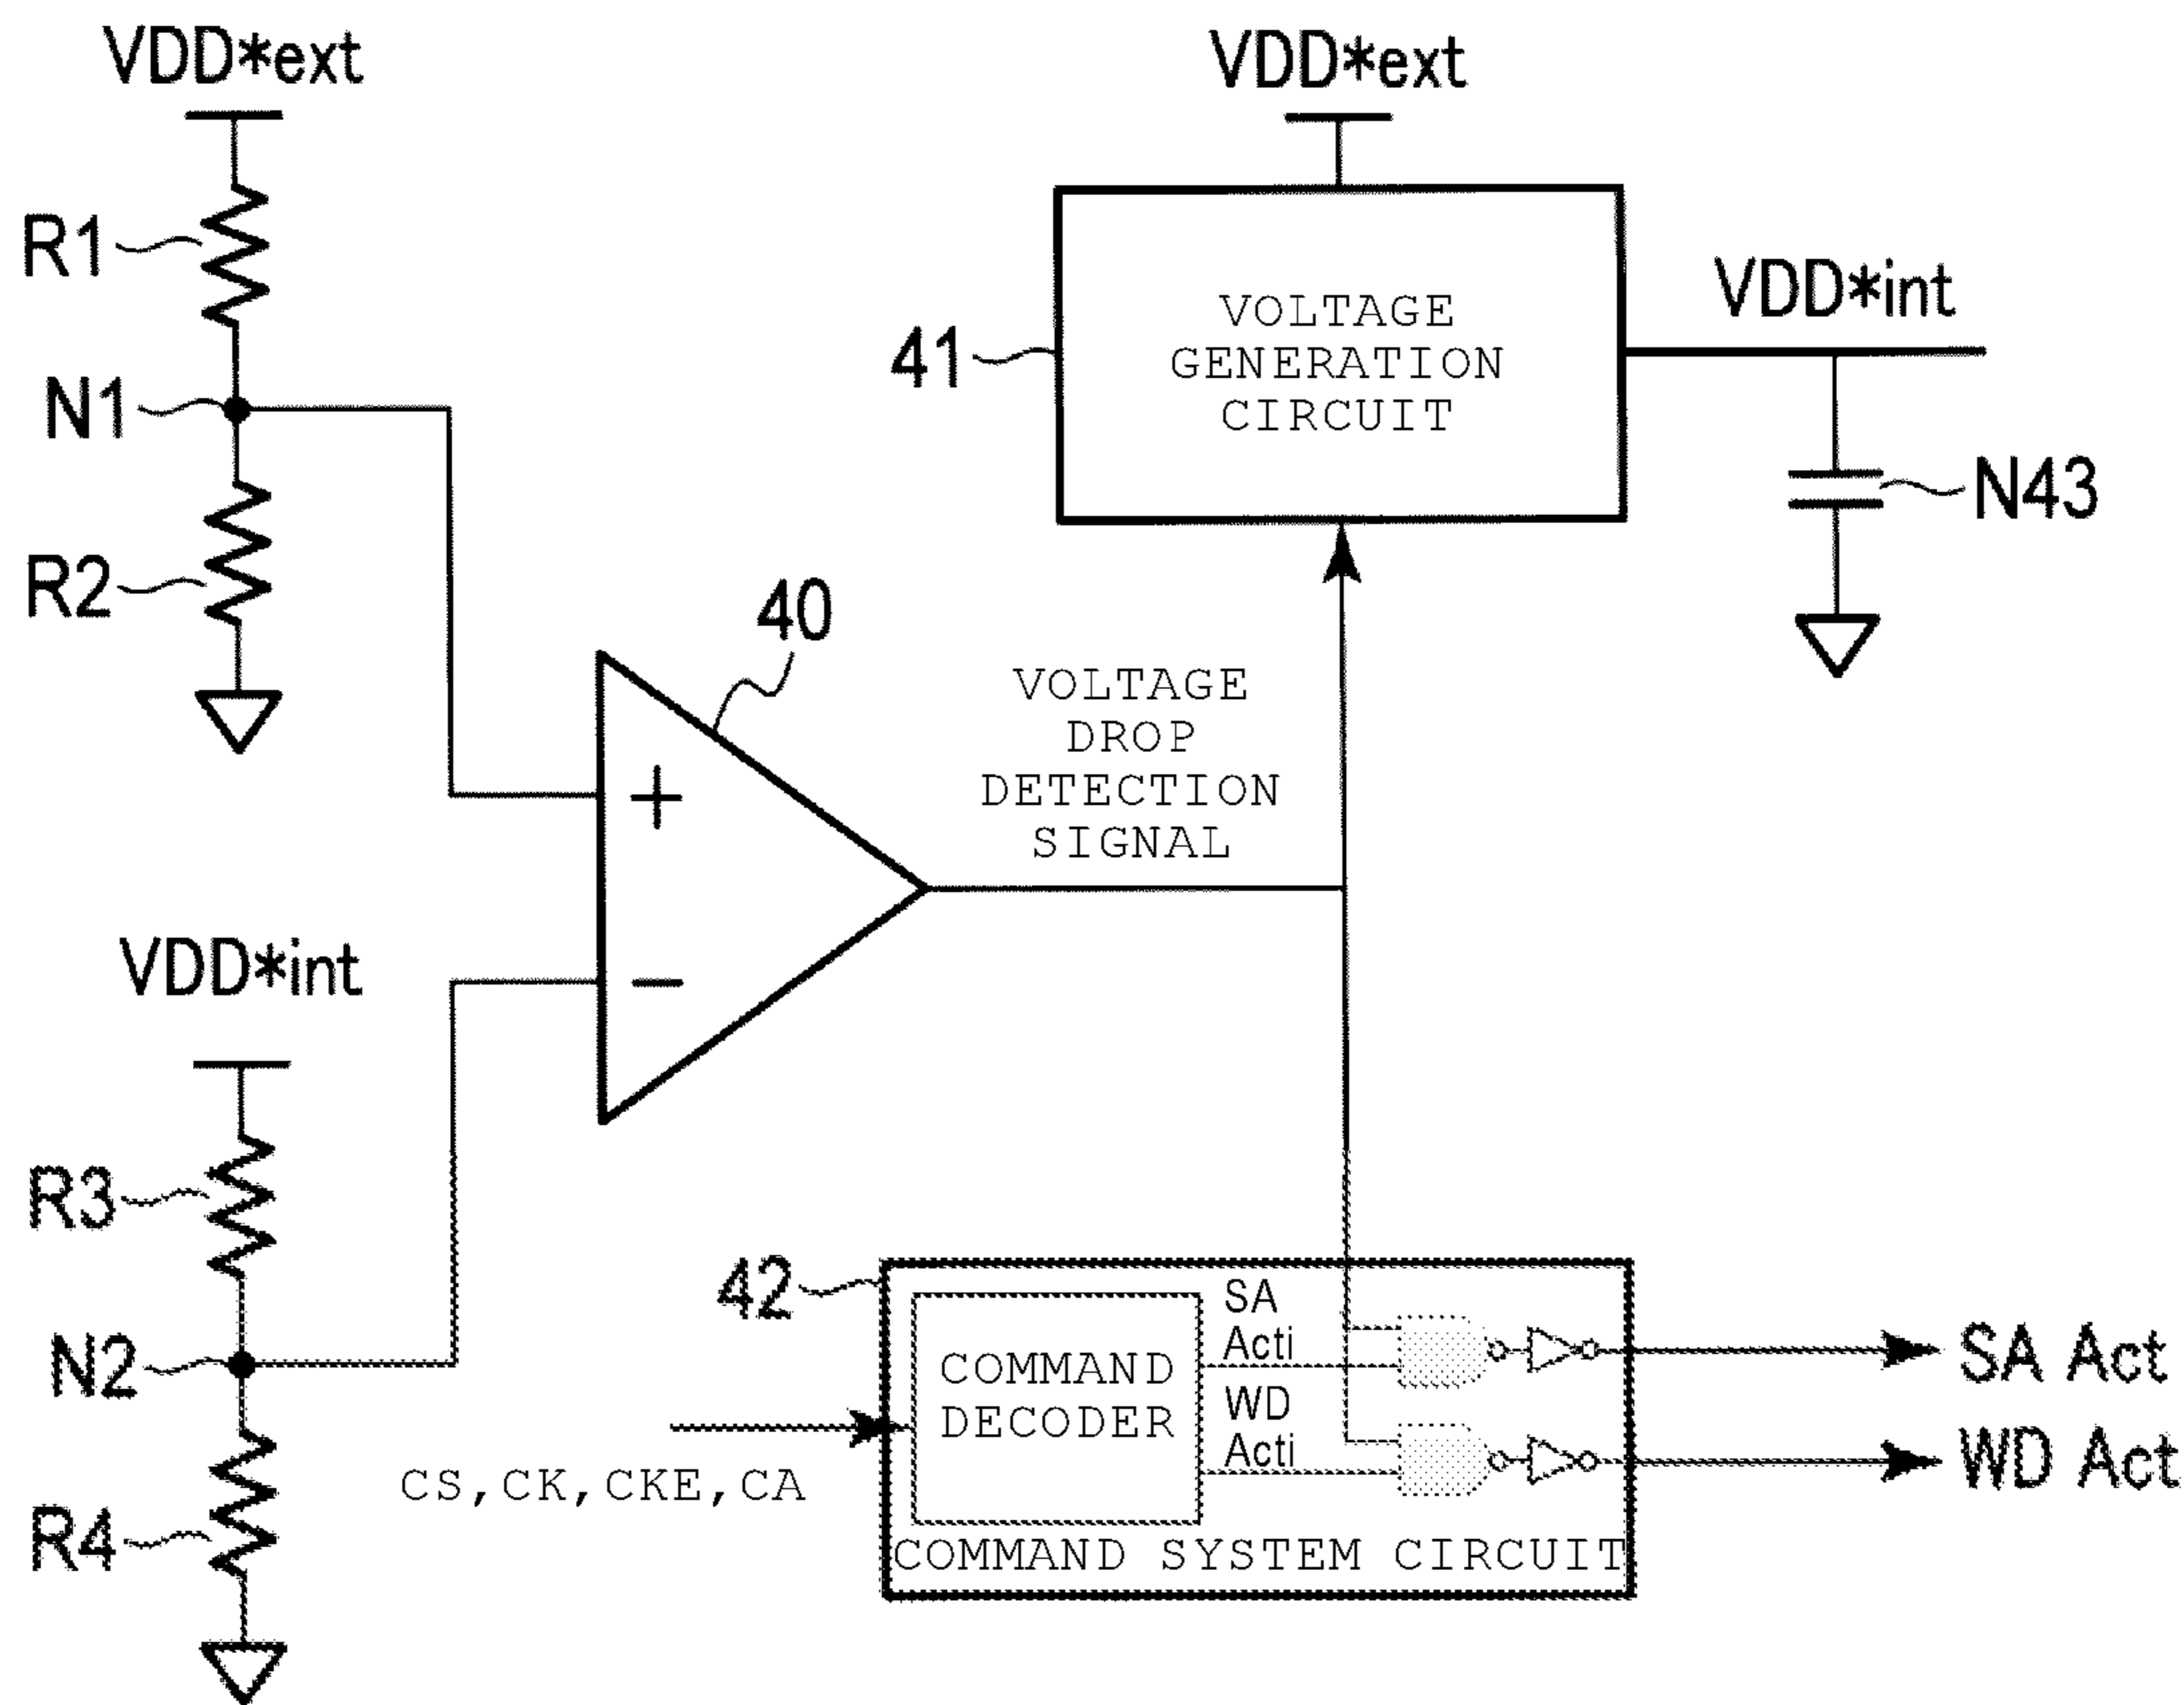 VDD*ext
VDD*ext
R1
VDD*int
VOLTAGE
GENERATION
CIRCUIT
41
N1
N43
R2
40
VOLTAGE
DROP
DETECTION
SIGNAL
+
−
VDD*int
R3
42
SA
Acti
COMMAND
DECODER
WD
Acti
SA Act
N2
WD Act
CS,CK,CKE,CA
R4
COMMAND SYSTEM CIRCUIT